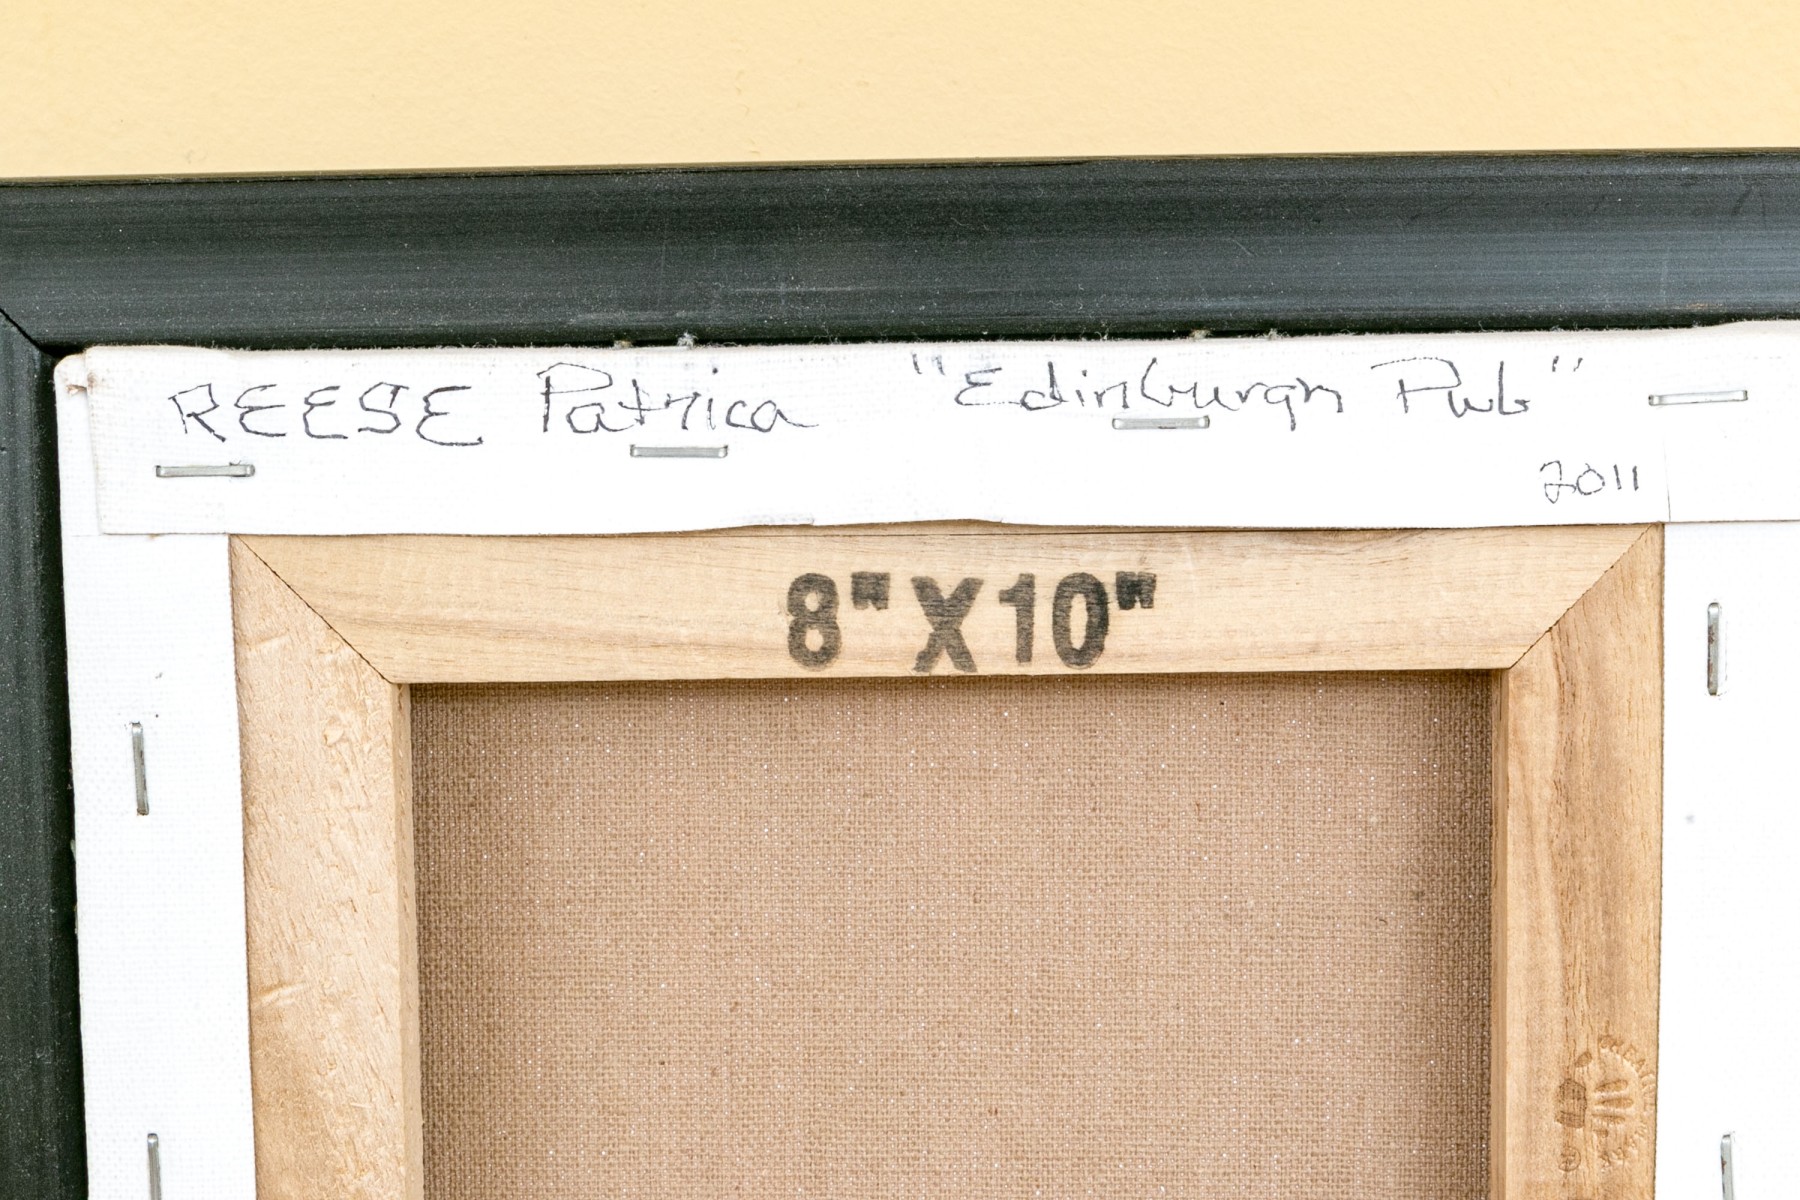 REESE Patrica "Edinburgh Pub"
2011
8" X 10"